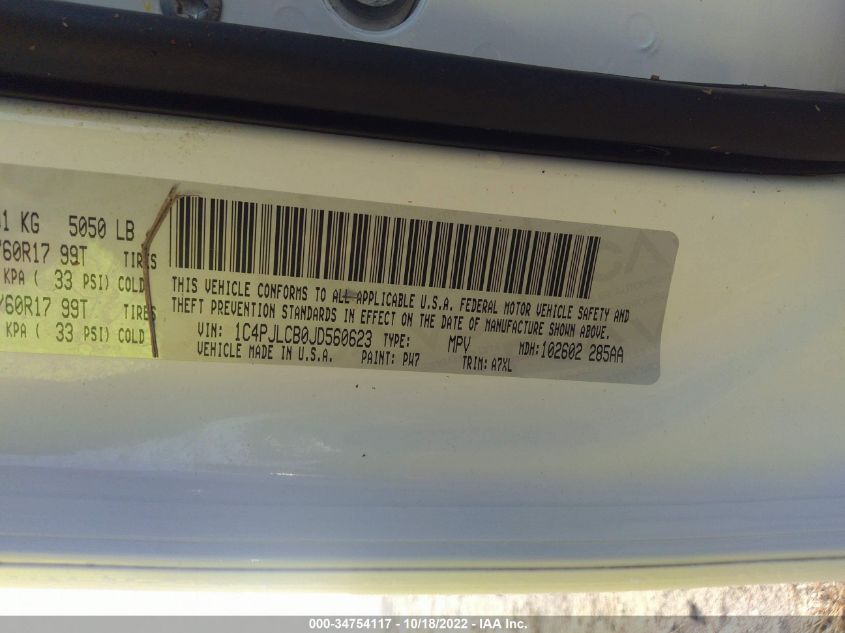 1 KG 5050 LB
/60R17 99T TIRES
KPA ( 33 PSI) COLD
/60R17 99T TIRES
KPA ( 33 PSI) COLD
THIS VEHICLE CONFORMS TO ALL APPLICABLE U.S.A. FEDERAL MOTOR VEHICLE SAFETY AND
THEFT PREVENTION STANDARDS IN EFFECT ON THE DATE OF MANUFACTURE SHOWN ABOVE.
VIN: 1C4PJLCB0JD560623 TYPE: MPV MDH: 102602 285AA
VEHICLE MADE IN U.S.A. PAINT: PW7 TRIM: A7XL
000-34754117 - 10/18/2022 - IAA Inc.